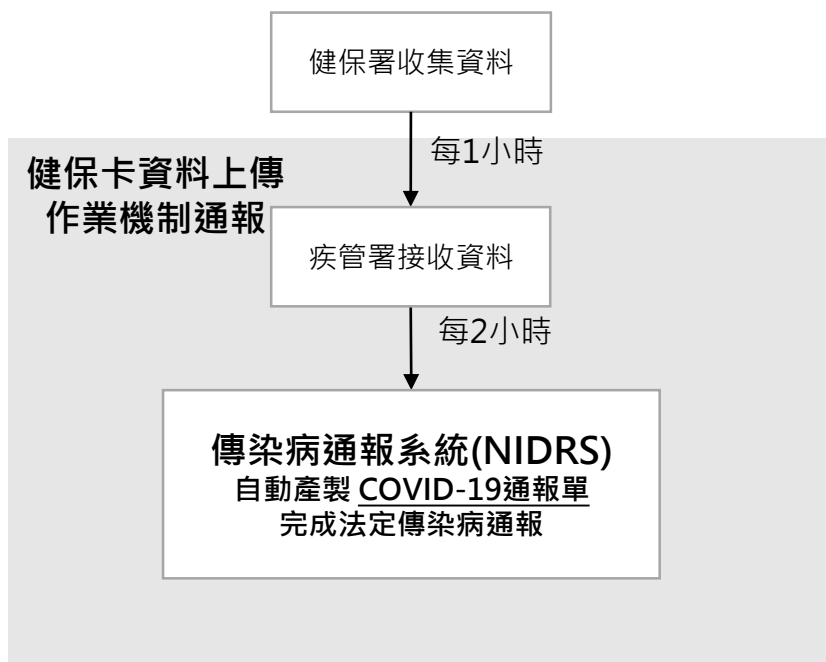 健保署收集資料
每1小時
健保卡資料上傳
作業機制通報
疾管署接收資料
每2小時
傳染病通報系統(NIDRS)
自動產製 COVID-19通報單
完成法定傳染病通報